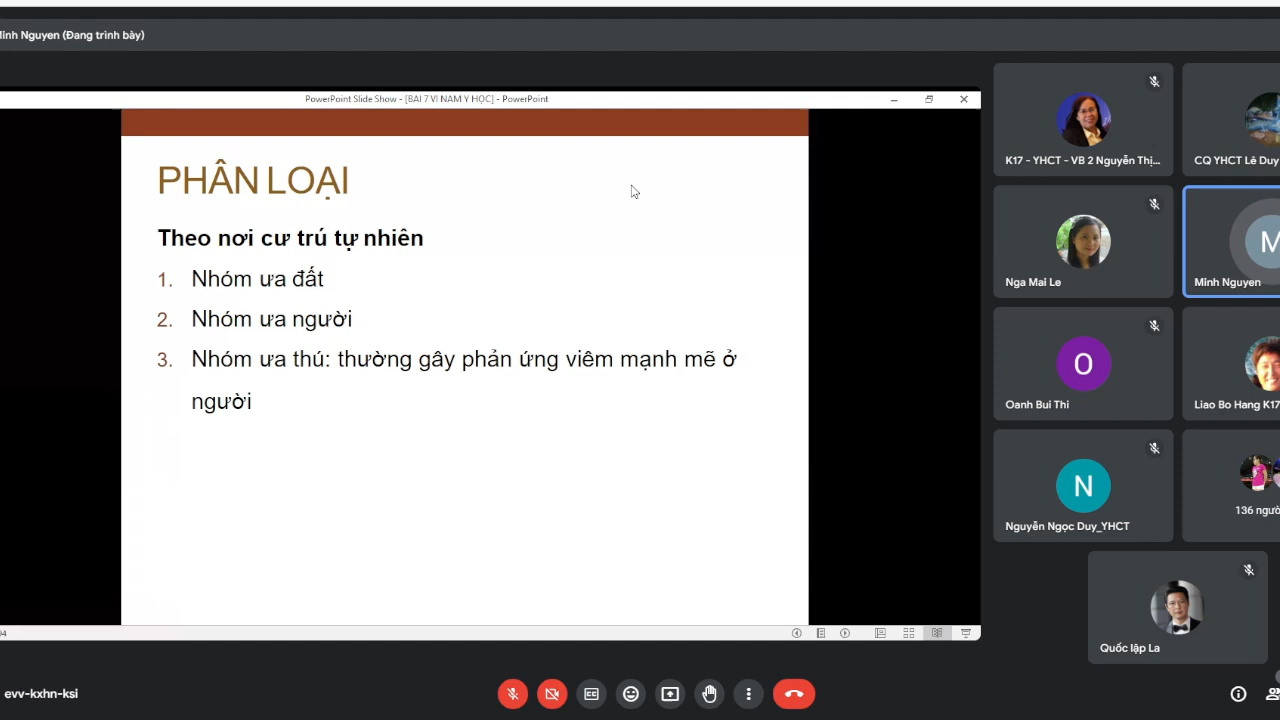 Minh Nguyen (Đang trình bày)
PowerPoint Slide Show - [BAI 7 VI NAM Y HỌC] - PowerPoint
PHÂN LOẠI
Theo nơi cư trú tự nhiên
1. Nhóm ưa đất
2. Nhóm ưa người
3. Nhóm ưa thú: thường gây phản ứng viêm mạnh mẽ ở
người
K17 - YHCT - VB 2 Nguyễn Thị...
CQ YHCT Lê Duy
Nga Mai Le
M
Minh Nguyen
O
Oanh Bui Thi
Liao Bo Hang K17
N
Nguyễn Ngọc Duy_YHCT
136 ngườ
Quốc lập La
evv-kxhn-ksi